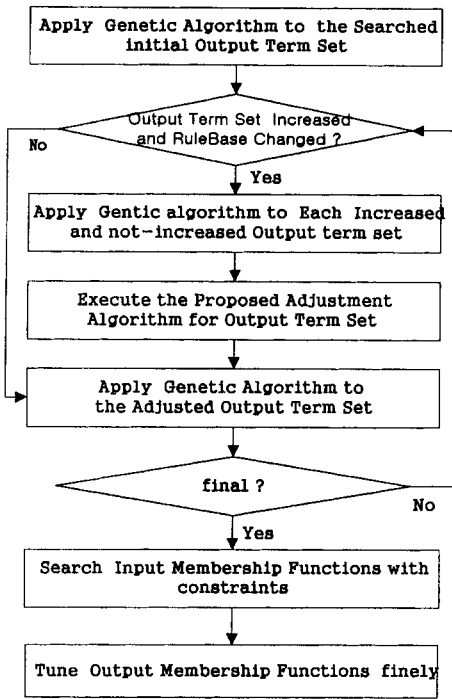 Apply Genetic Algorithm to the Searched
initial Output Term Set
Output Term Set Increased
and RuleBase Changed ?
No
Yes
Apply Gentic algorithm to Each Increased
and not-increased Output term set
Execute the Proposed Adjustment
Algorithm for Output Term Set
Apply Genetic Algorithm to
the Adjusted Output Term Set
final ?
No
Yes
Search Input Membership Functions with
constraints
Tune Output Membership Functions finely